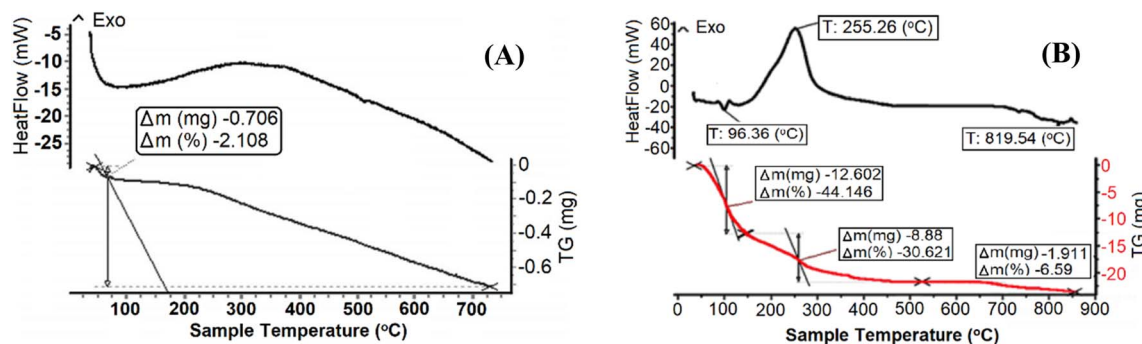 ^ Exo
(A)
HeatFlow (mW)
-5
-10
-15
-20
-25
Δm (mg) -0.706
Δm (%) -2.108
0
-0.2
-0.4
-0.6
TG (mg)
100 200 300 400 500 600 700
Sample Temperature (°C)
^ Exo
(B)
HeatFlow (mW)
60
40
20
0
-20
-40
-60
T: 255.26 (°C)
T: 96.36 (°C)
T: 819.54 (°C)
Δm(mg) -12.602
Δm(%) -44.146
Δm(mg) -8.88
Δm(%) -30.621
Δm(mg) -1.911
Δm(%) -6.59
0
-5
-10
-15
-20
TG (mg)
0 100 200 300 400 500 600 700 800 900
Sample Temperature (°C)